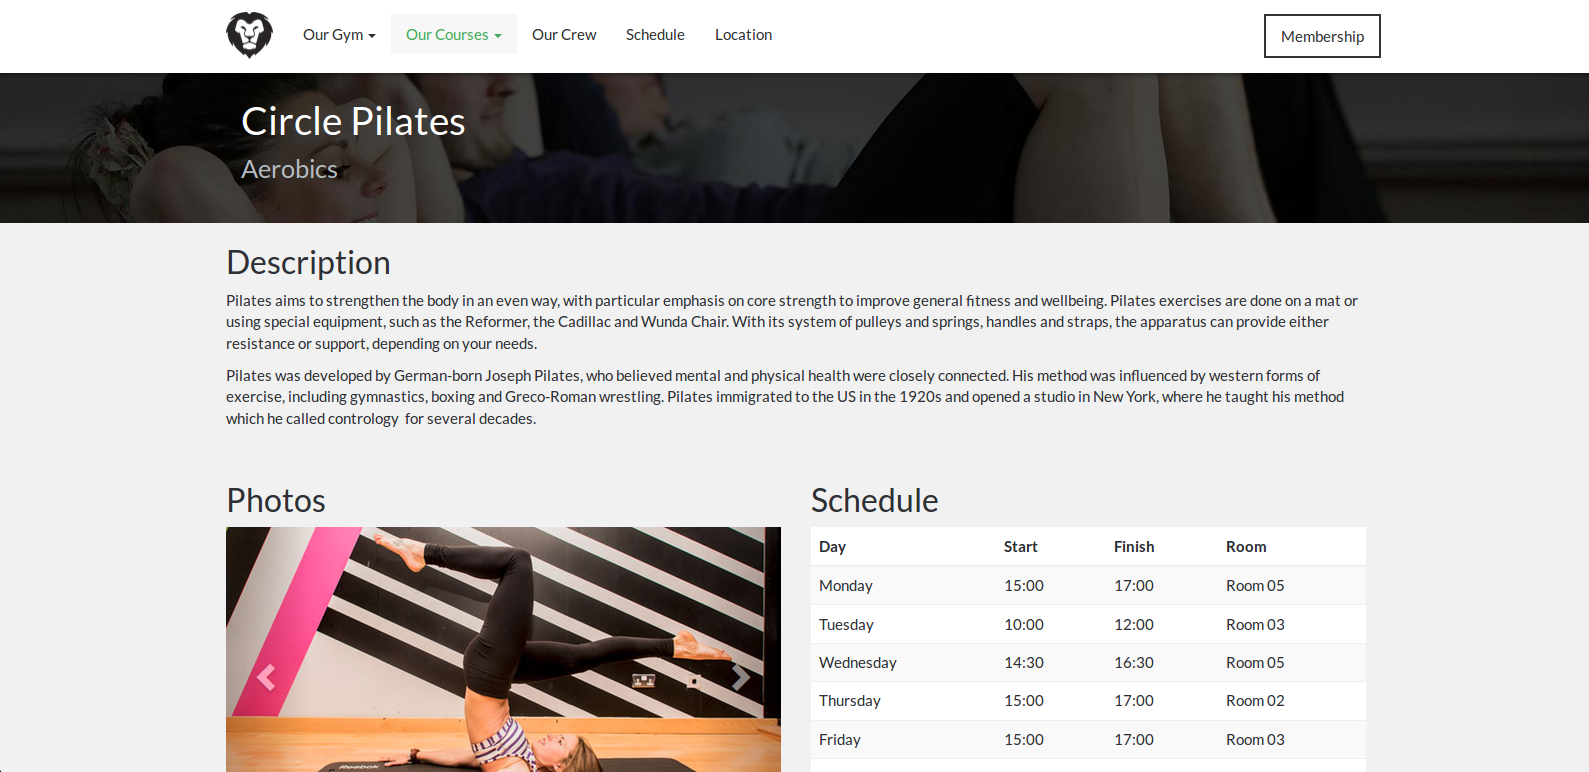 Our Gym Our Courses Our Crew Schedule Location Membership
Circle Pilates
Aerobics
Description
Pilates aims to strengthen the body in an even way, with particular emphasis on core strength to improve general fitness and wellbeing. Pilates exercises are done on a mat or
using special equipment, such as the Reformer, the Cadillac and Wunda Chair. With its system of pulleys and springs, handles and straps, the apparatus can provide either
resistance or support, depending on your needs.
Pilates was developed by German-born Joseph Pilates, who believed mental and physical health were closely connected. His method was influenced by western forms of
exercise, including gymnastics, boxing and Greco-Roman wrestling. Pilates immigrated to the US in the 1920s and opened a studio in New York, where he taught his method
which he called contrology  for several decades.
Photos
Reebok
Schedule
Day Start Finish Room
Monday 15:00 17:00 Room 05
Tuesday 10:00 12:00 Room 03
Wednesday 14:30 16:30 Room 05
Thursday 15:00 17:00 Room 02
Friday 15:00 17:00 Room 03